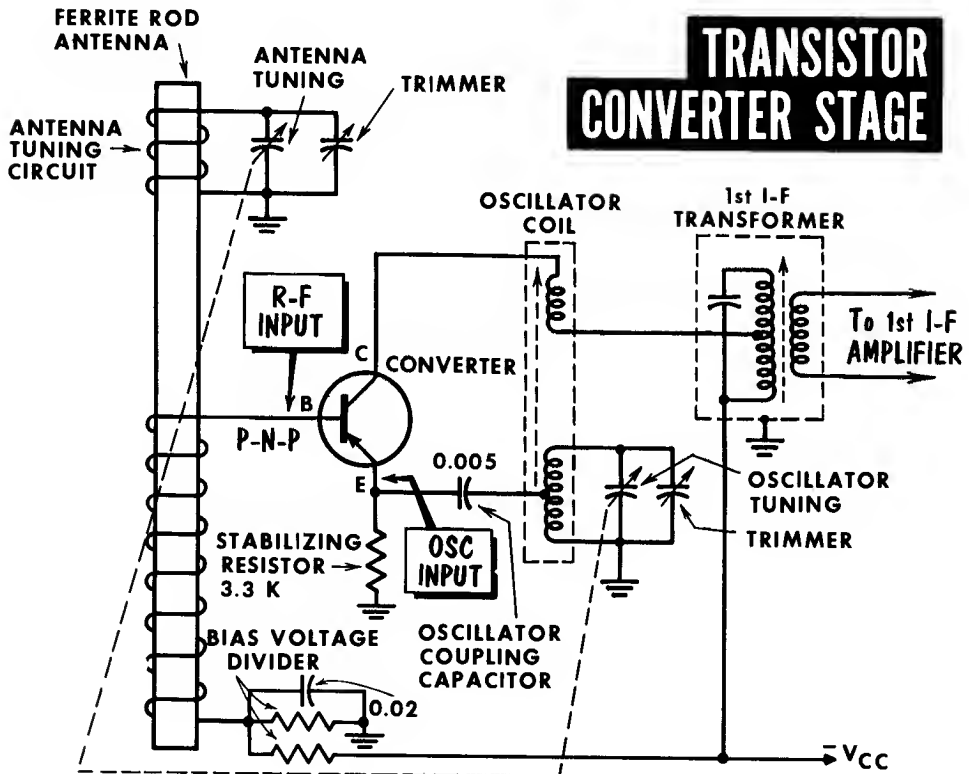 FERRITE ROD
ANTENNA
ANTENNA
TUNING
TRIMMER
TRANSISTOR
CONVERTER STAGE
ANTENNA
TUNING
CIRCUIT
OSCILLATOR
COIL
1st I-F
TRANSFORMER
R-F
INPUT
To 1st I-F
AMPLIFIER
C
CONVERTER
B
P-N-P
0.005
E
OSCILLATOR
TUNING
TRIMMER
STABILIZING
RESISTOR
3.3 K
OSC
INPUT
OSCILLATOR
COUPLING
CAPACITOR
BIAS VOLTAGE
DIVIDER
0.02
-VCC